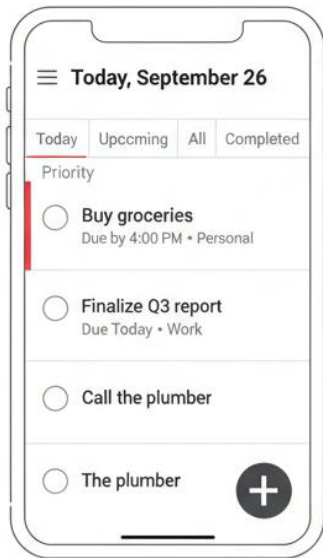 Today, September 26
Today Upccming All Completed
Priority
Buy groceries
Due by 4:00 PM • Personal
Finalize Q3 report
Due Today • Work
Call the plumber
The plumber